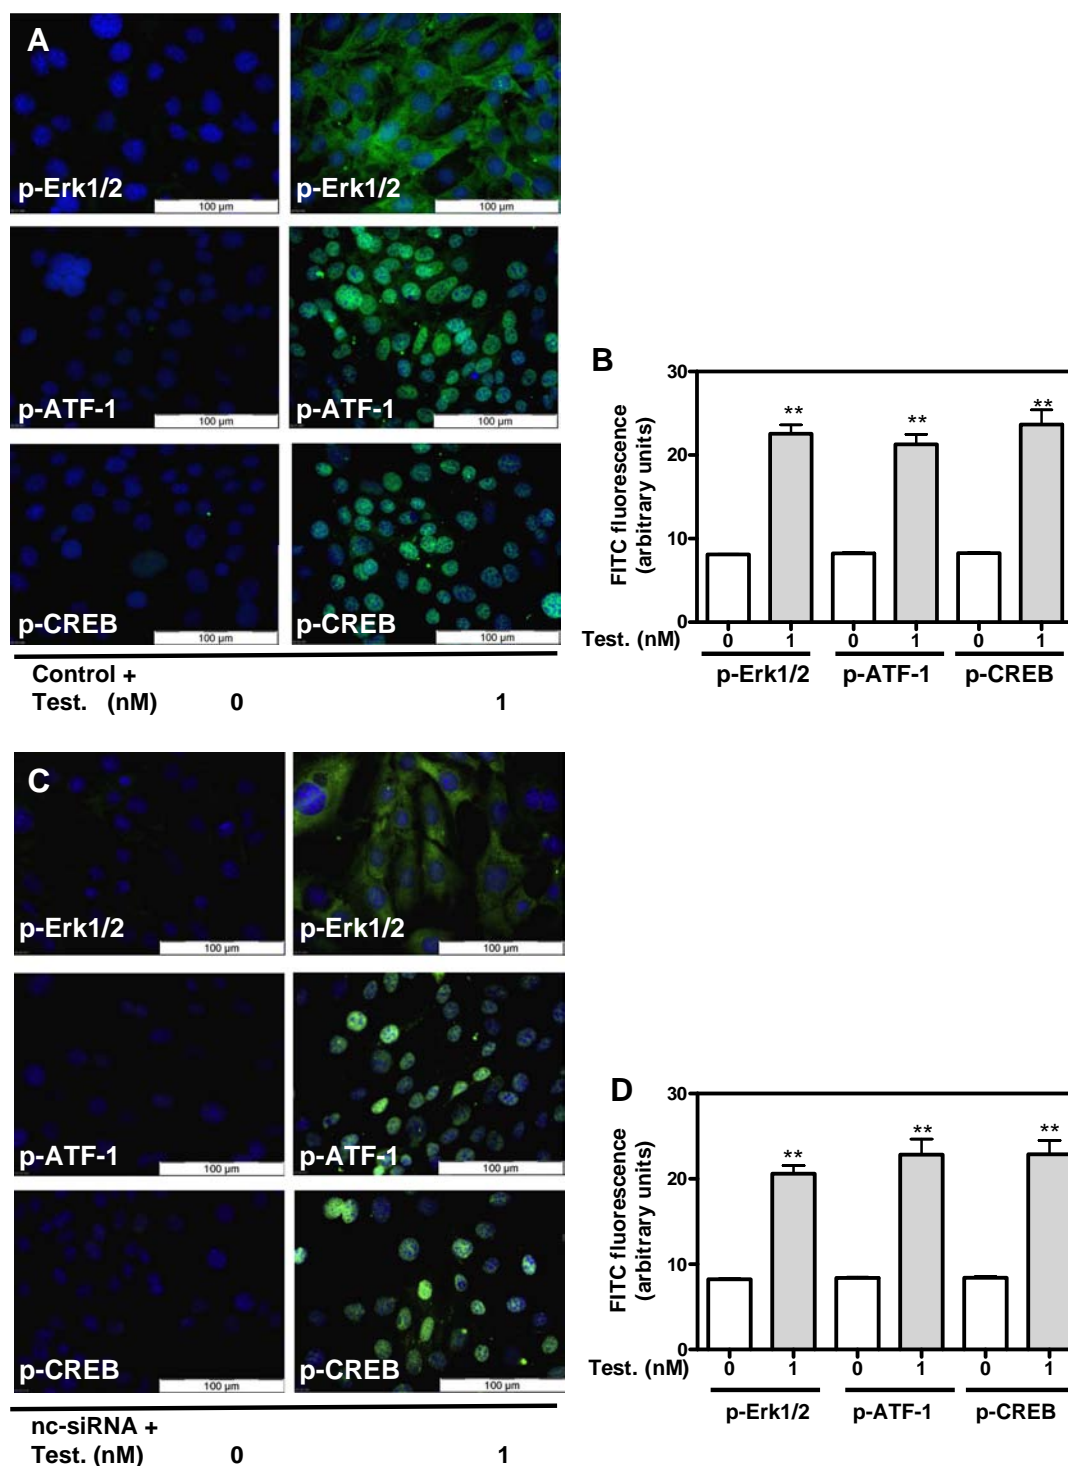 A
p-Erk1/2
100 µm
p-Erk1/2
100 µm
p-ATF-1
100 µm
p-ATF-1
100 µm
p-CREB
100 µm
p-CREB
100 µm
Control +
Test. (nM) 0 1
B
FITC fluorescence
(arbitrary units)
30
20
10
0
** ** **
Test. (nM) 0 1 0 1 0 1
p-Erk1/2 p-ATF-1 p-CREB
C
p-Erk1/2
100 µm
p-Erk1/2
100 µm
p-ATF-1
100 µm
p-ATF-1
100 µm
p-CREB
100 µm
p-CREB
100 µm
nc-siRNA +
Test. (nM) 0 1
D
FITC fluorescence
(arbitrary units)
30
20
10
0
** ** **
Test. (nM) 0 1 0 1 0 1
p-Erk1/2 p-ATF-1 p-CREB